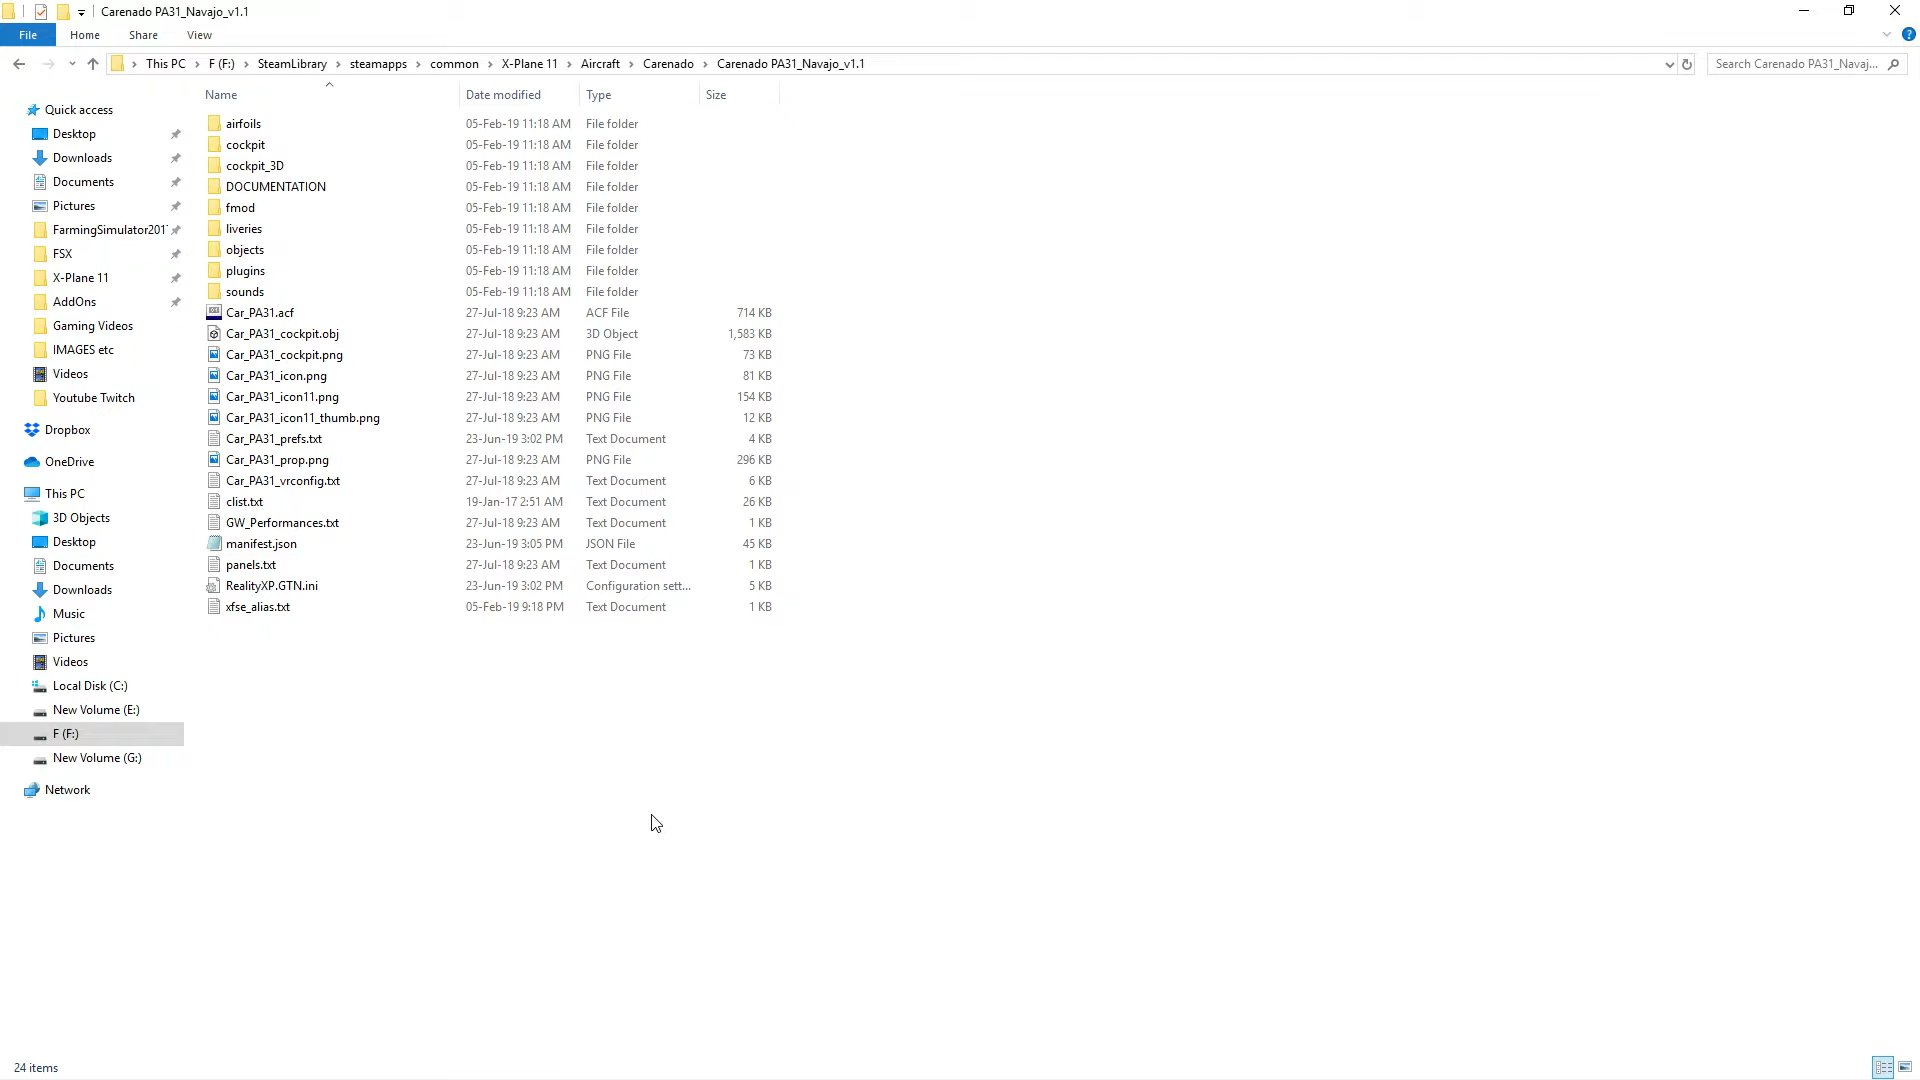 Carenado PA31_Navajo_v1.1
File Home Share View
This PC F (F:) SteamLibrary steamapps common X-Plane 11 Aircraft Carenado Carenado PA31_Navajo_v1.1 Search Carenado PA31_Navaj...
Name Date modified Type Size
Quick access
Desktop
Downloads
Documents
Pictures
FarmingSimulator201
FSX
X-Plane 11
AddOns
Gaming Videos
IMAGES etc
Videos
Youtube Twitch
Dropbox
OneDrive
This PC
3D Objects
Desktop
Documents
Downloads
Music
Pictures
Videos
Local Disk (C:)
New Volume (E:)
F (F:)
New Volume (G:)
Network
airfoils 05-Feb-19 11:18 AM File folder
cockpit 05-Feb-19 11:18 AM File folder
cockpit_3D 05-Feb-19 11:18 AM File folder
DOCUMENTATION 05-Feb-19 11:18 AM File folder
fmod 05-Feb-19 11:18 AM File folder
liveries 05-Feb-19 11:18 AM File folder
objects 05-Feb-19 11:18 AM File folder
plugins 05-Feb-19 11:18 AM File folder
sounds 05-Feb-19 11:18 AM File folder
Car_PA31.acf 27-Jul-18 9:23 AM ACF File 714 KB
Car_PA31_cockpit.obj 27-Jul-18 9:23 AM 3D Object 1,583 KB
Car_PA31_cockpit.png 27-Jul-18 9:23 AM PNG File 73 KB
Car_PA31_icon.png 27-Jul-18 9:23 AM PNG File 81 KB
Car_PA31_icon11.png 27-Jul-18 9:23 AM PNG File 154 KB
Car_PA31_icon11_thumb.png 27-Jul-18 9:23 AM PNG File 12 KB
Car_PA31_prefs.txt 23-Jun-19 3:02 PM Text Document 4 KB
Car_PA31_prop.png 27-Jul-18 9:23 AM PNG File 296 KB
Car_PA31_vrconfig.txt 27-Jul-18 9:23 AM Text Document 6 KB
clist.txt 19-Jan-17 2:51 AM Text Document 26 KB
GW_Performances.txt 27-Jul-18 9:23 AM Text Document 1 KB
manifest.json 23-Jun-19 3:05 PM JSON File 45 KB
panels.txt 27-Jul-18 9:23 AM Text Document 1 KB
RealityXP.GTN.ini 23-Jun-19 3:02 PM Configuration sett... 5 KB
xfse_alias.txt 05-Feb-19 9:18 PM Text Document 1 KB
24 items